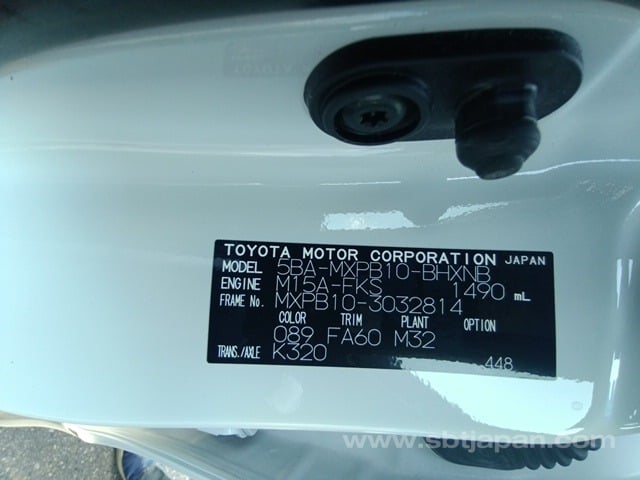 TOYOTA MOTOR CORPORATION JAPAN
MODEL 5BA-MXPB10-BHXNB
ENGINE M15A-FKS 1490 mL
FRAME No. MXPB10-3032814
COLOR TRIM PLANT OPTION
089 FA60 M32
TRANS./AXLE K320
448
www.sbtjapan.com